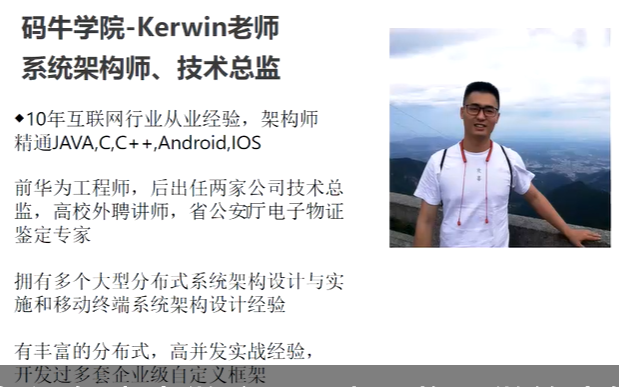 码牛学院-Kerwin老师
系统架构师、技术总监
◆10年互联网行业从业经验，架构师
精通JAVA,C,C++,Android,IOS
前华为工程师，后出任两家公司技术总
监，高校外聘讲师，省公安厅电子物证
鉴定专家
拥有多个大型分布式系统架构设计与实
施和移动终端系统架构设计经验
有丰富的分布式，高并发实战经验，
开发过多套企业级自定义框架